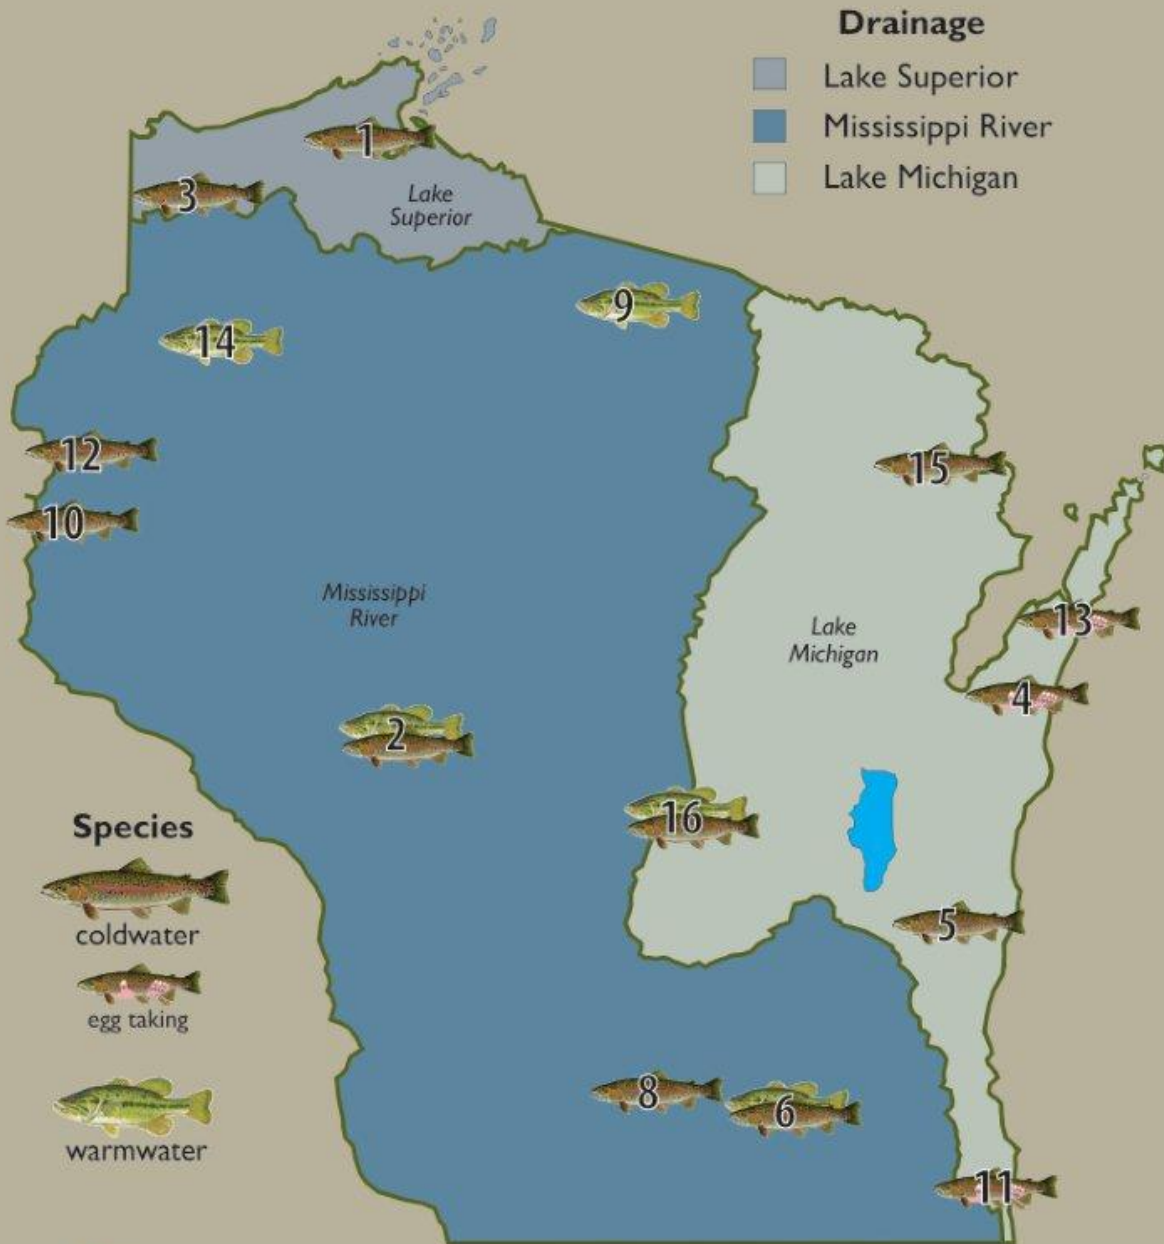 Drainage
Lake Superior
Mississippi River
Lake Michigan
1
3
Lake
Superior
9
14
12
15
10
Mississippi
River
13
Lake
Michigan
4
2
16
Species
coldwater
5
egg taking
8
6
warmwater
11